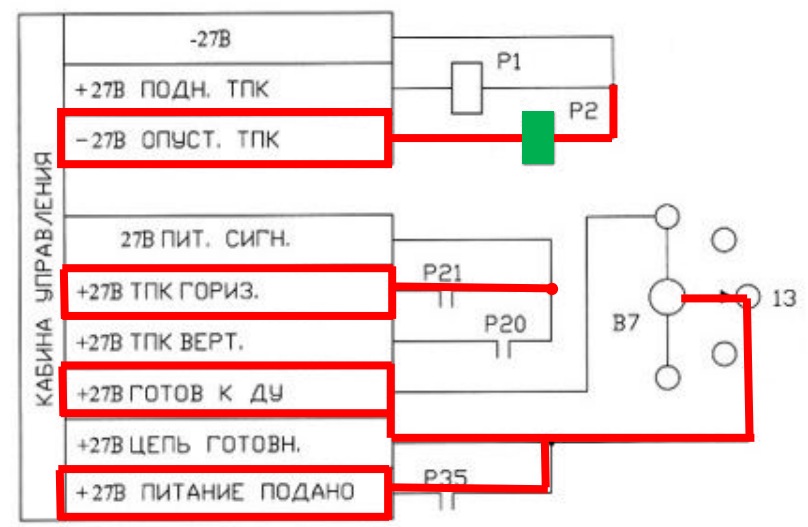 КАБИНА УПРАВЛЕНИЯ
-27В
+27В ПОДН. ТПК
-27В ОПУСТ. ТПК
27В ПИТ. СИГН.
+27В ТПК ГОРИЗ.
+27В ТПК ВЕРТ.
+27В ГОТОВ К ДУ
+27В ЦЕПЬ ГОТОВН.
+27В ПИТАНИЕ ПОДАНО
Р1
Р2
Р21
Р20
В7
13
Р35